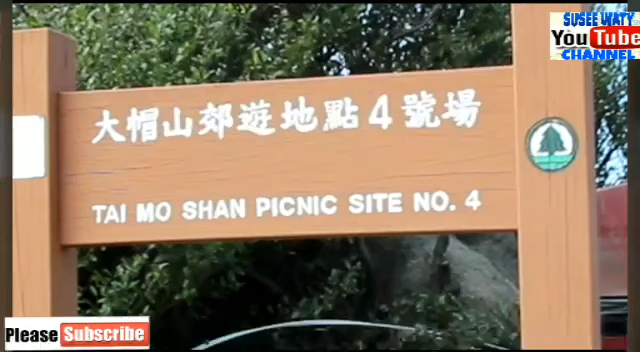 SUSEE WATY
YouTube
CHANNEL
大帽山郊遊地點4號場
TAI MO SHAN PICNIC SITE NO. 4
Please Subscribe